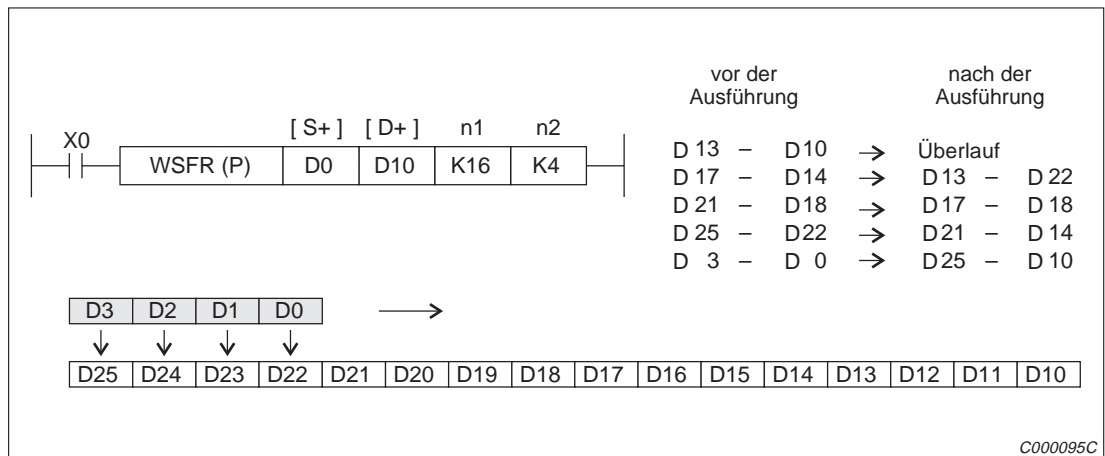 vor der nach der
Ausführung Ausführung
[ S+ ] [ D+ ] n1 n2
X0
WSFR (P) D0 D10 K16 K4
D 13 – D10 → Überlauf
D 17 – D14 → D13 – D 22
D 21 – D18 → D17 – D 18
D 25 – D22 → D21 – D 14
D 3 – D 0 → D25 – D 10
D3 D2 D1 D0
D25 D24 D23 D22 D21 D20 D19 D18 D17 D16 D15 D14 D13 D12 D11 D10
C000095C